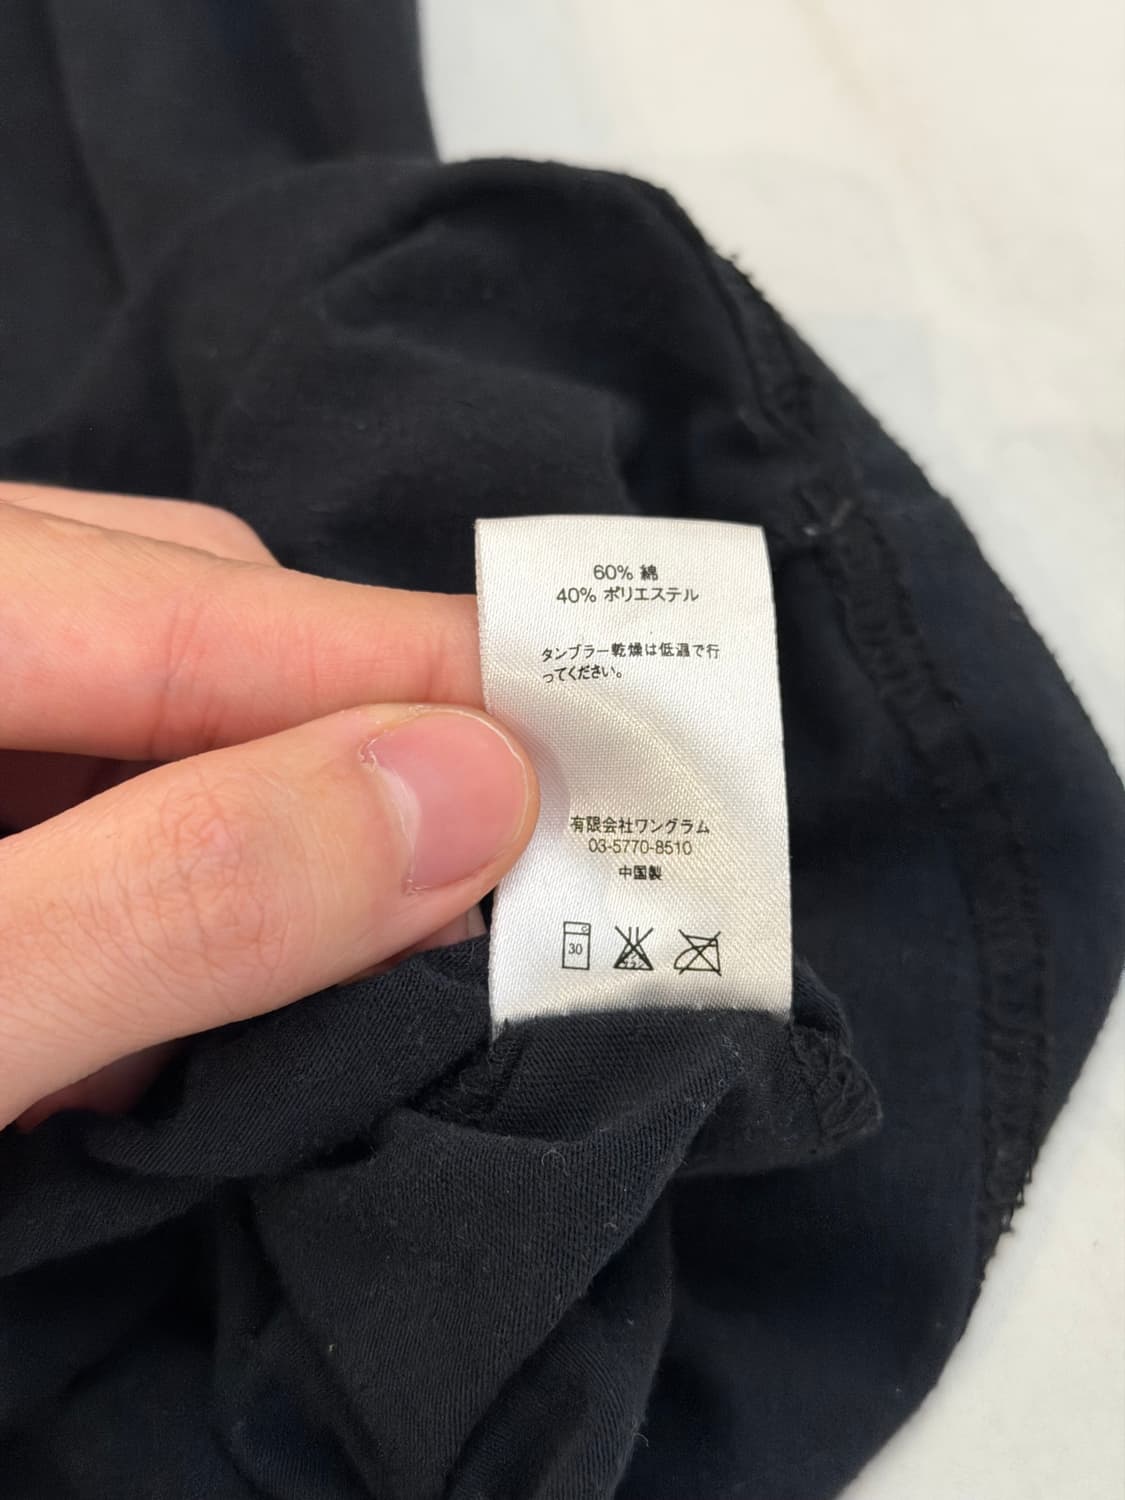 60% 綿
40% ポリエステル
タンブラー乾燥は低温で行
ってください。
有限会社ワングラム
03-5770-8510
中国製
30